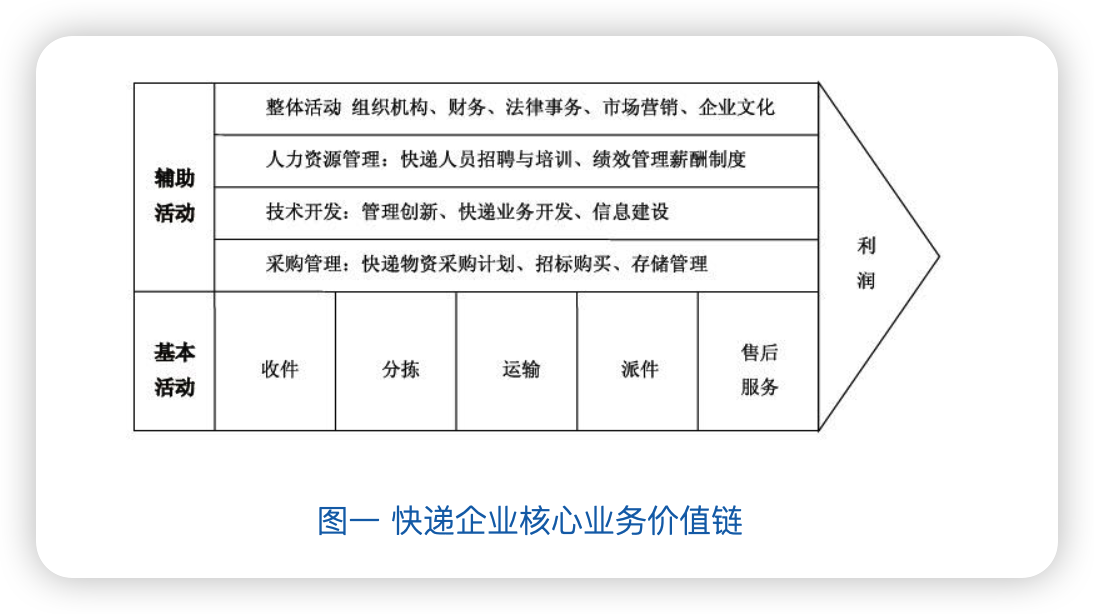 整体活动 组织机构、财务、法律事务、市场营销、企业文化
人力资源管理：快递人员招聘与培训、绩效管理薪酬制度
辅助
活动
技术开发：管理创新、快递业务开发、信息建设
采购管理：快递物资采购计划、招标购买、存储管理
利
润
基本
活动
收件
分拣
运输
派件
售后
服务
图一 快递企业核心业务价值链